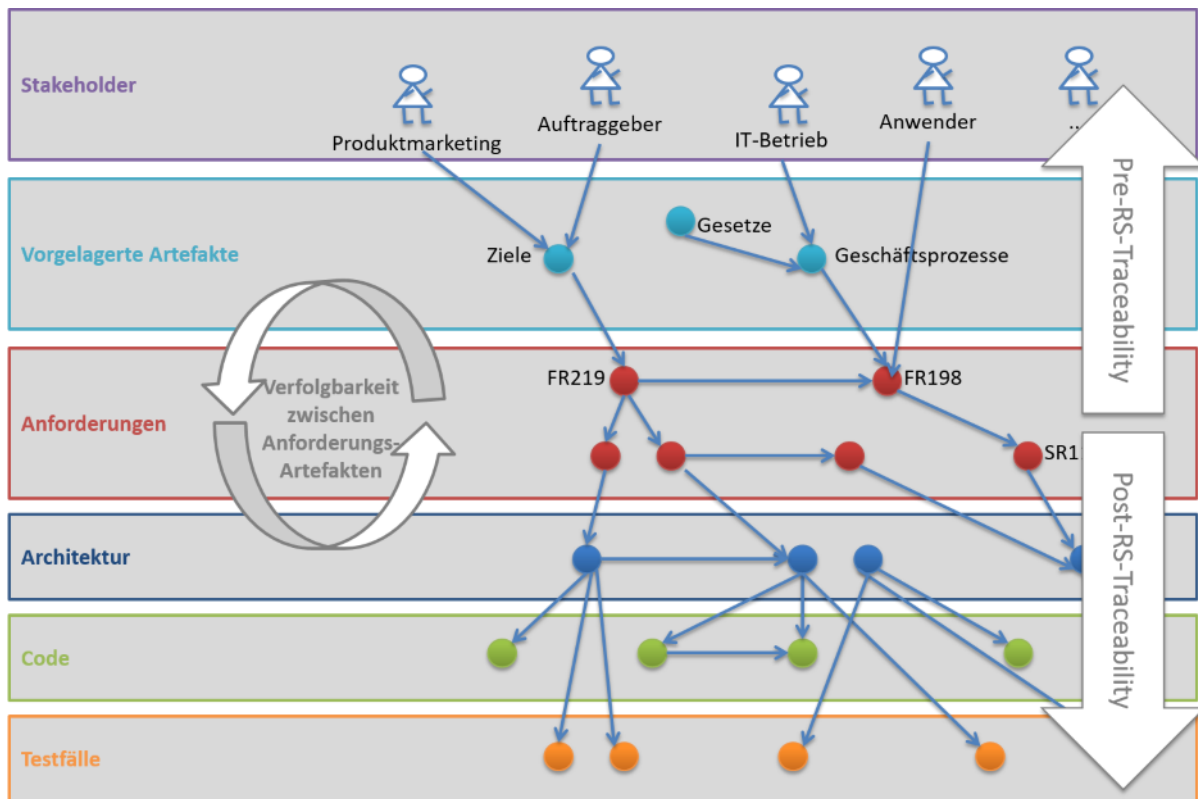 Stakeholder
Produktmarketing
Auftraggeber
IT-Betrieb
Anwender
..
Pre-RS-Traceability
Vorgelagerte Artefakte
Ziele
Gesetze
Geschäftsprozesse
Anforderungen
Verfolgbarkeit
zwischen
Anforderungs-
Artefakten
FR219
FR198
SR1
Post-RS-Traceability
Architektur
Code
Testfälle